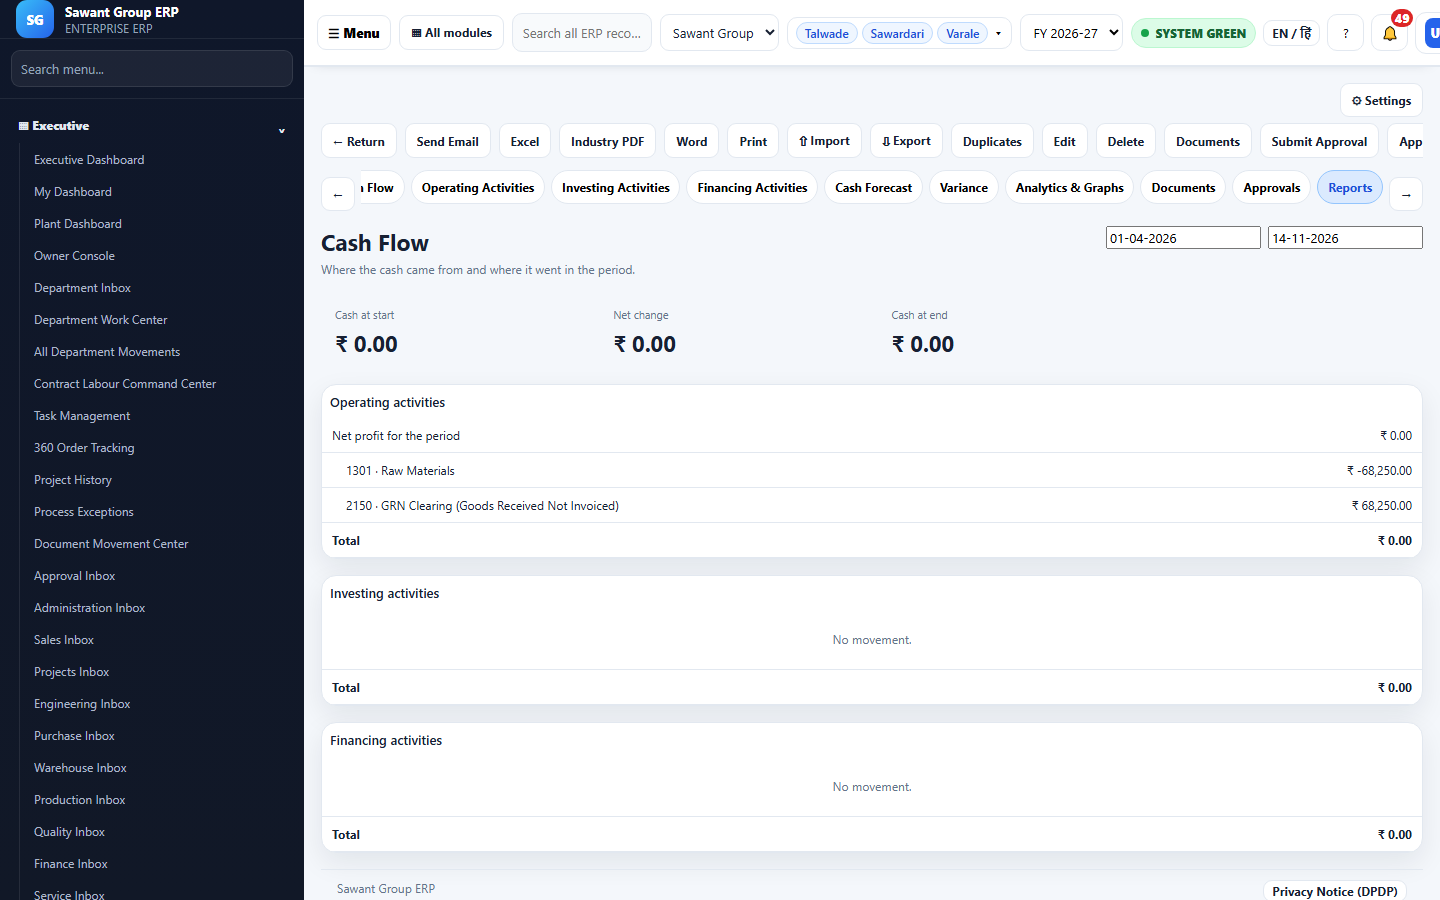 SG
Sawant Group ERP
ENTERPRISE ERP
Search menu...
Executive
Executive Dashboard
My Dashboard
Plant Dashboard
Owner Console
Department Inbox
Department Work Center
All Department Movements
Contract Labour Command Center
Task Management
360 Order Tracking
Project History
Process Exceptions
Document Movement Center
Approval Inbox
Administration Inbox
Sales Inbox
Projects Inbox
Engineering Inbox
Purchase Inbox
Warehouse Inbox
Production Inbox
Quality Inbox
Finance Inbox
Service Inbox
☰ Menu
All modules
Search all ERP reco...
Sawant Group
Talwade
Sawardari
Varale
FY 2026-27
SYSTEM GREEN
EN / हिं
?
49
U
⚙ Settings
← Return
Send Email
Excel
Industry PDF
Word
Print
⇧ Import
⇩ Export
Duplicates
Edit
Delete
Documents
Submit Approval
App
←
Flow
Operating Activities
Investing Activities
Financing Activities
Cash Forecast
Variance
Analytics & Graphs
Documents
Approvals
Reports
→
Cash Flow
01-04-2026
14-11-2026
Where the cash came from and where it went in the period.
Cash at start
₹ 0.00
Net change
₹ 0.00
Cash at end
₹ 0.00
Operating activities
Net profit for the period ₹ 0.00
1301 · Raw Materials ₹ -68,250.00
2150 · GRN Clearing (Goods Received Not Invoiced) ₹ 68,250.00
Total ₹ 0.00
Investing activities
No movement.
Total ₹ 0.00
Financing activities
No movement.
Total ₹ 0.00
Sawant Group ERP
Privacy Notice (DPDP)